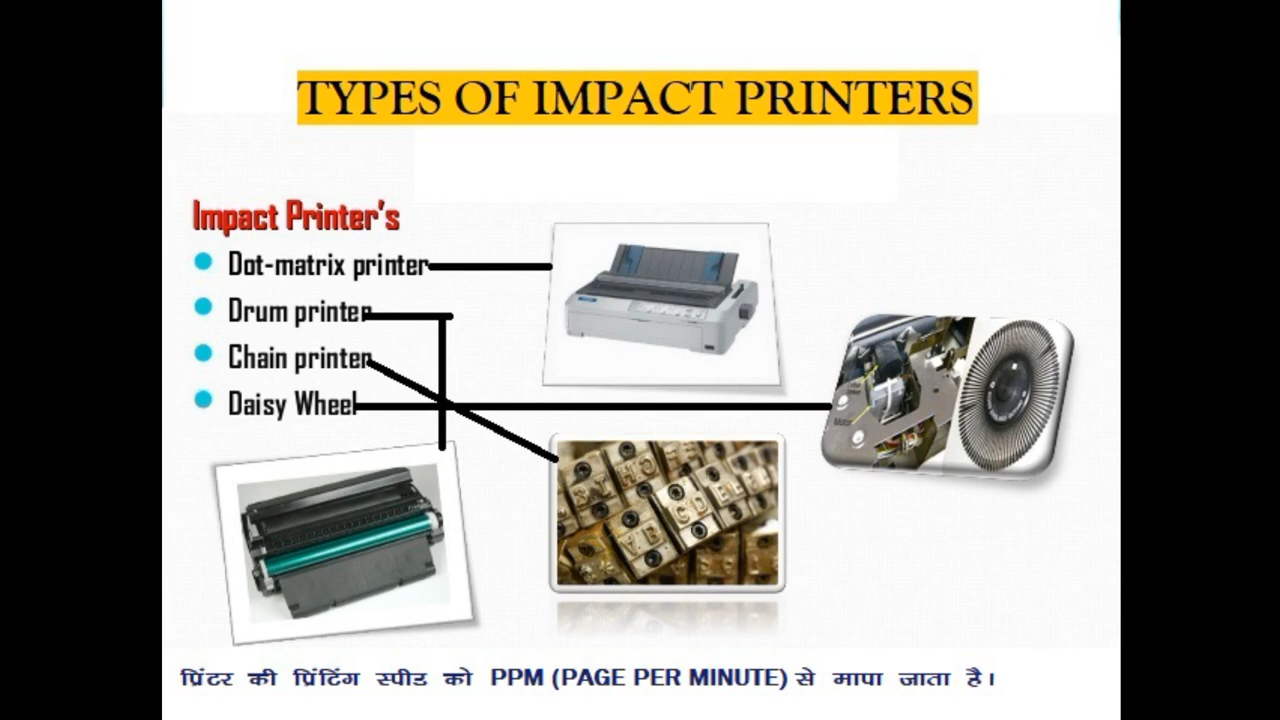 TYPES OF IMPACT PRINTERS
Impact Printer's
Dot-matrix printer
Drum printer
Chain printer
Daisy Wheel
Motor
प्रिंटर की प्रिंटिंग स्पीड को PPM (PAGE PER MINUTE) से मापा जाता है।